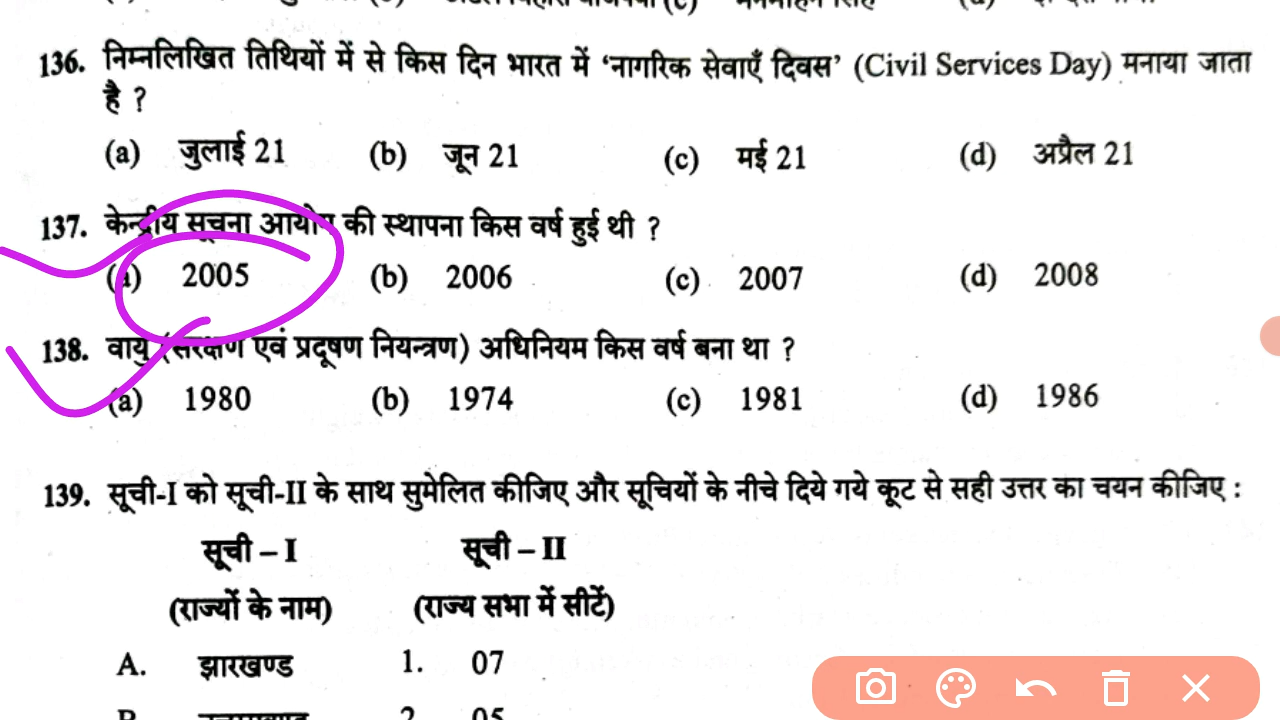 136. निम्नलिखित तिथियों में से किस दिन भारत में ‘नागरिक सेवाएँ दिवस’ (Civil Services Day) मनाया जाता
है ?
(a) जुलाई 21 (b) जून 21 (c) मई 21 (d) अप्रैल 21
137. केन्द्रीय सूचना आयोग की स्थापना किस वर्ष हुई थी ?
(a) 2005 (b) 2006 (c) 2007 (d) 2008
138. वायु (संरक्षण एवं प्रदूषण नियन्त्रण) अधिनियम किस वर्ष बना था ?
(a) 1980 (b) 1974 (c) 1981 (d) 1986
139. सूची-I को सूची-II के साथ सुमेलित कीजिए और सूचियों के नीचे दिये गये कूट से सही उत्तर का चयन कीजिए :
सूची – I सूची – II
(राज्यों के नाम) (राज्य सभा में सीटें)
A. झारखण्ड 1. 07